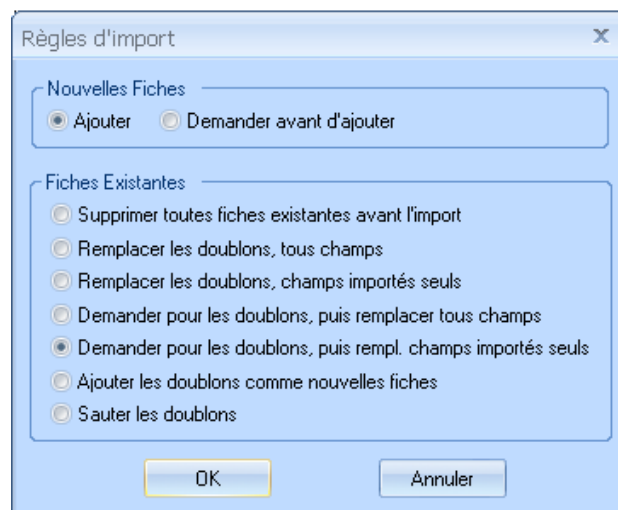 Règles d'import
Nouvelles Fiches
Ajouter Demander avant d'ajouter
Fiches Existantes
Supprimer toutes fiches existantes avant l'import
Remplacer les doublons, tous champs
Remplacer les doublons, champs importés seuls
Demander pour les doublons, puis remplacer tous champs
Demander pour les doublons, puis rempl. champs importés seuls
Ajouter les doublons comme nouvelles fiches
Sauter les doublons
OK Annuler